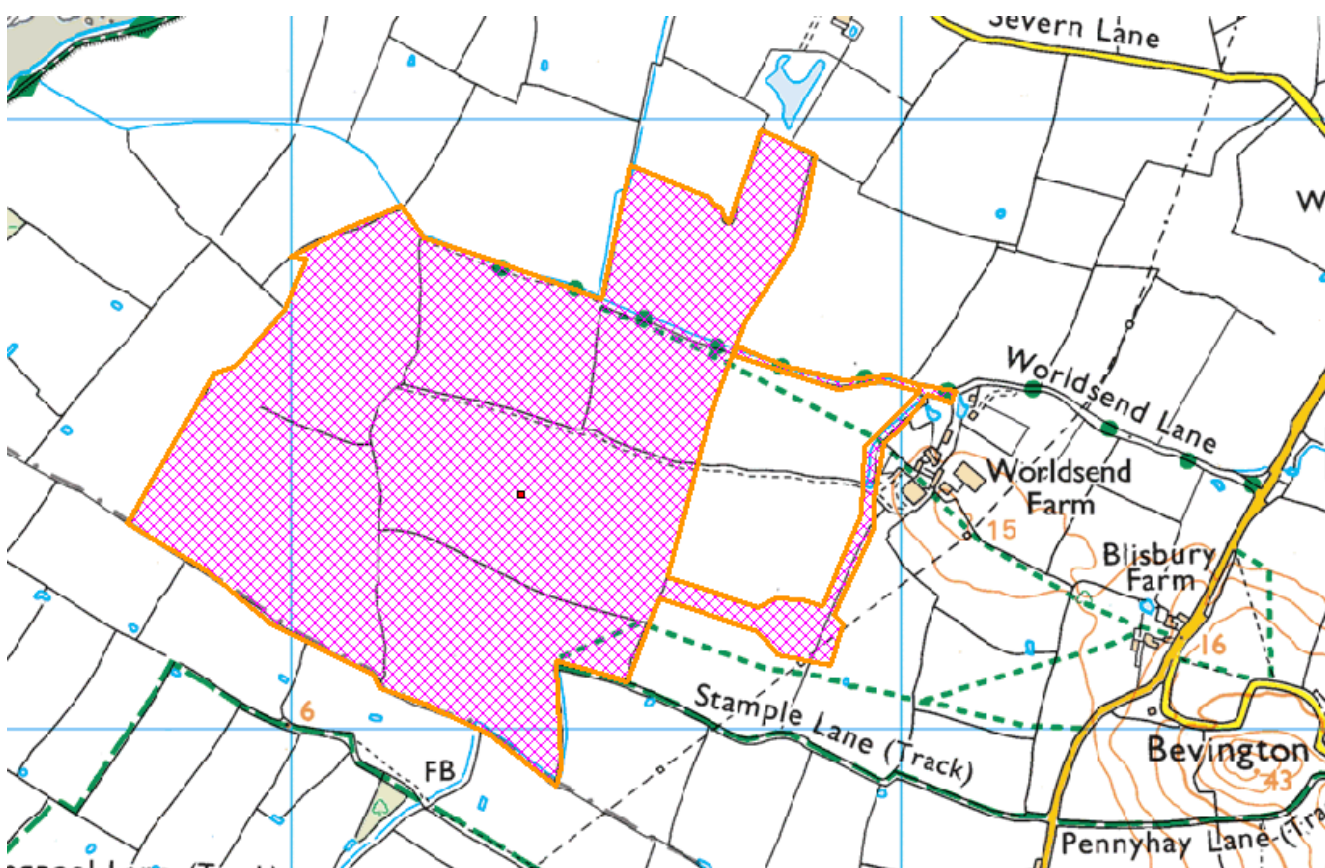 Severn Lane
W
Worldsend Lane
Worldsend
Farm
15
Blisbury
Farm
16
6
Stample Lane (Track)
Bevington
FB
43
Pennyhay Lane (Tra